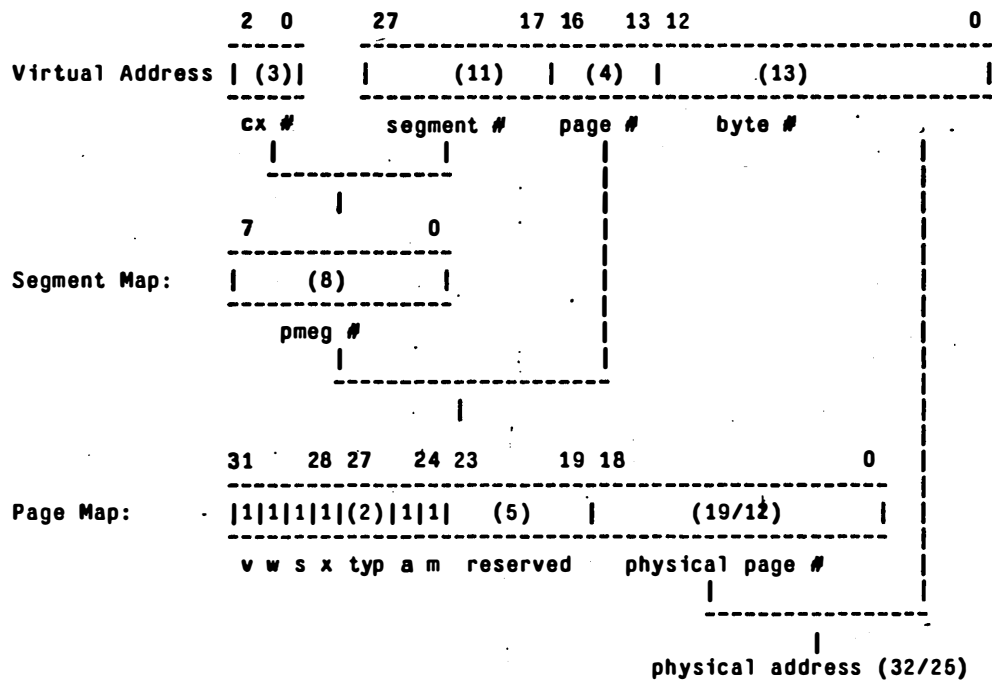 2 0 27 17 16 13 12 0
Virtual Address | (3)| | (11) | (4) | (13) |
cx # segment # page # byte #
7 0
Segment Map: | (8) |
pmeg #
31 28 27 24 23 19 18 0
Page Map: |1|1|1|1|(2)|1|1| (5) | (19/12) |
v w s x typ a m reserved physical page #
physical address (32/25)